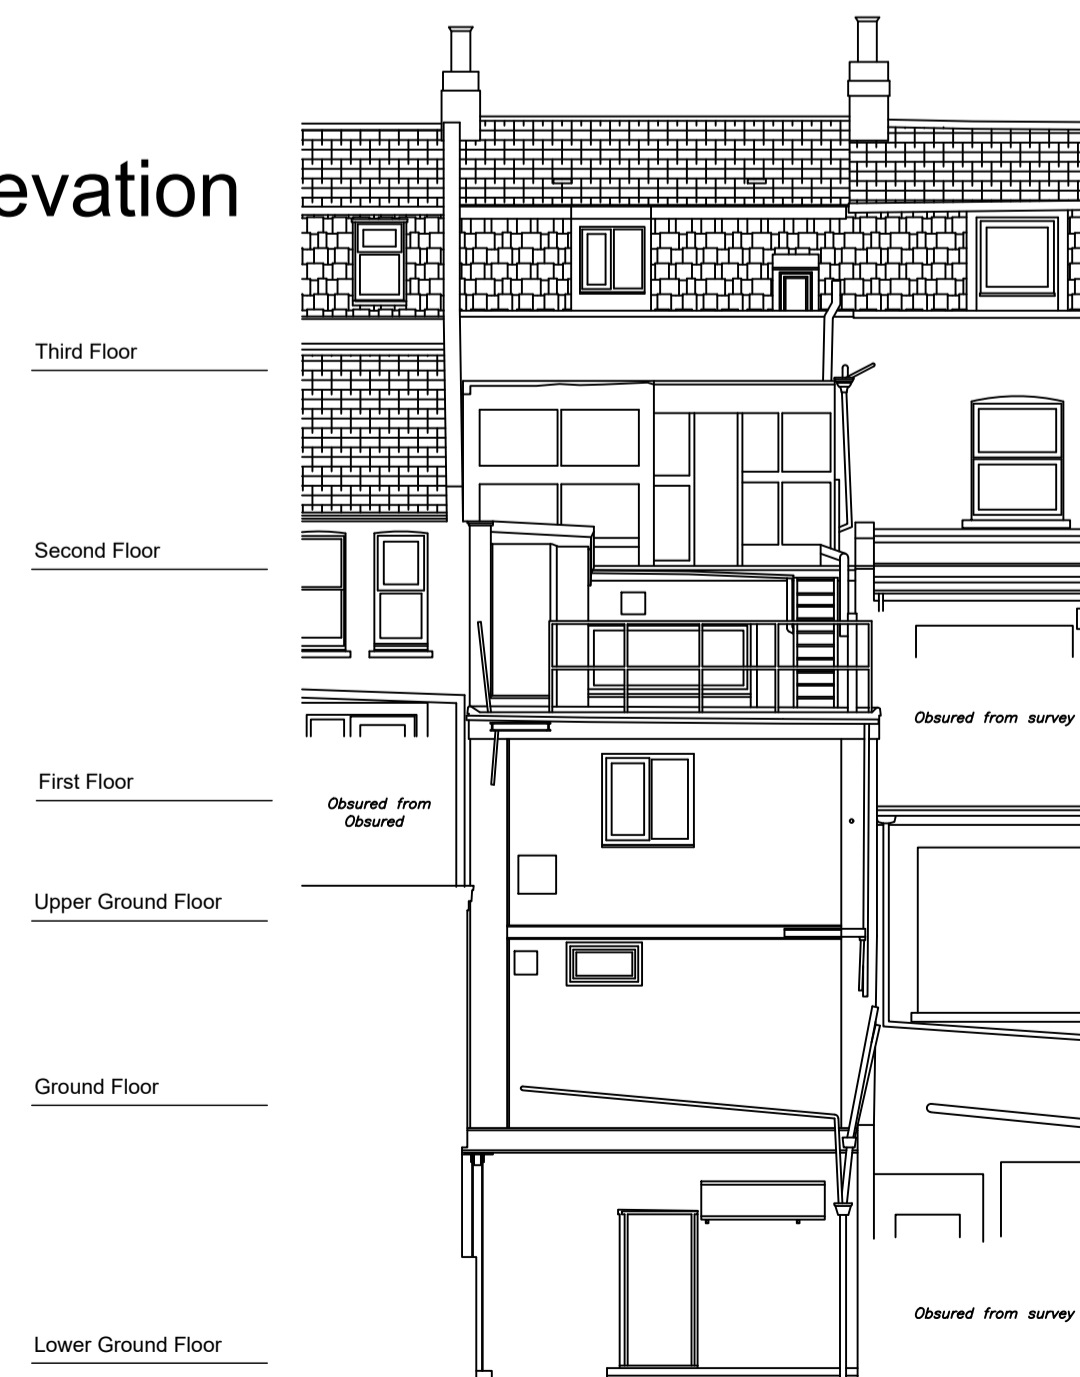 evation
Third Floor
Second Floor
Obsured from survey
First Floor
Obsured from
Obsured
Upper Ground Floor
Ground Floor
Obsured from survey
Lower Ground Floor